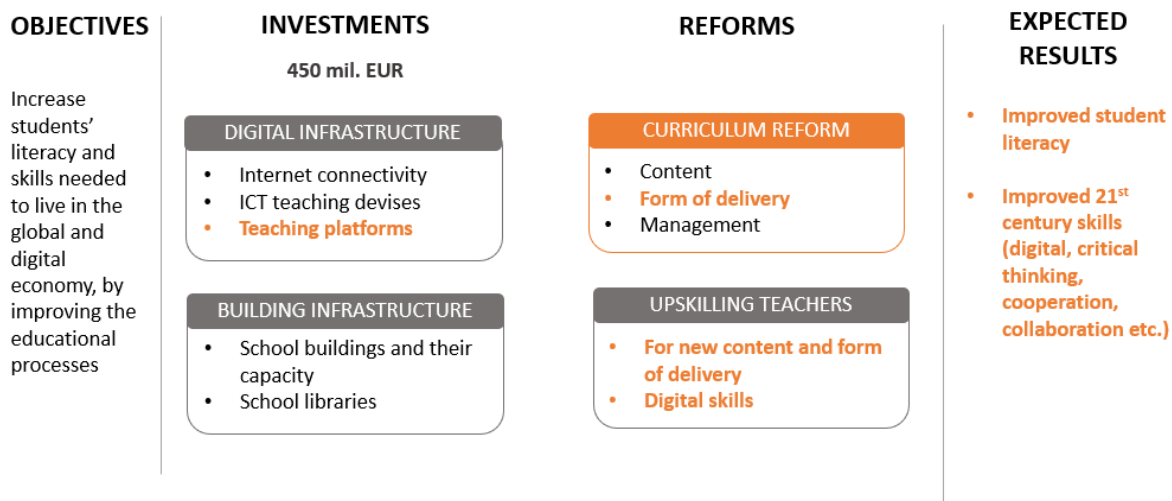 OBJECTIVES
Increase
students’
literacy and
skills needed
to live in the
global and
digital
economy, by
improving the
educational
processes
INVESTMENTS
450 mil. EUR
DIGITAL INFRASTRUCTURE
• Internet connectivity
• ICT teaching devises
• Teaching platforms
BUILDING INFRASTRUCTURE
• School buildings and their
capacity
• School libraries
REFORMS
CURRICULUM REFORM
• Content
• Form of delivery
• Management
UPSKILLING TEACHERS
• For new content and form
of delivery
• Digital skills
EXPECTED
RESULTS
• Improved student
literacy
• Improved 21st
century skills
(digital, critical
thinking,
cooperation,
collaboration etc.)